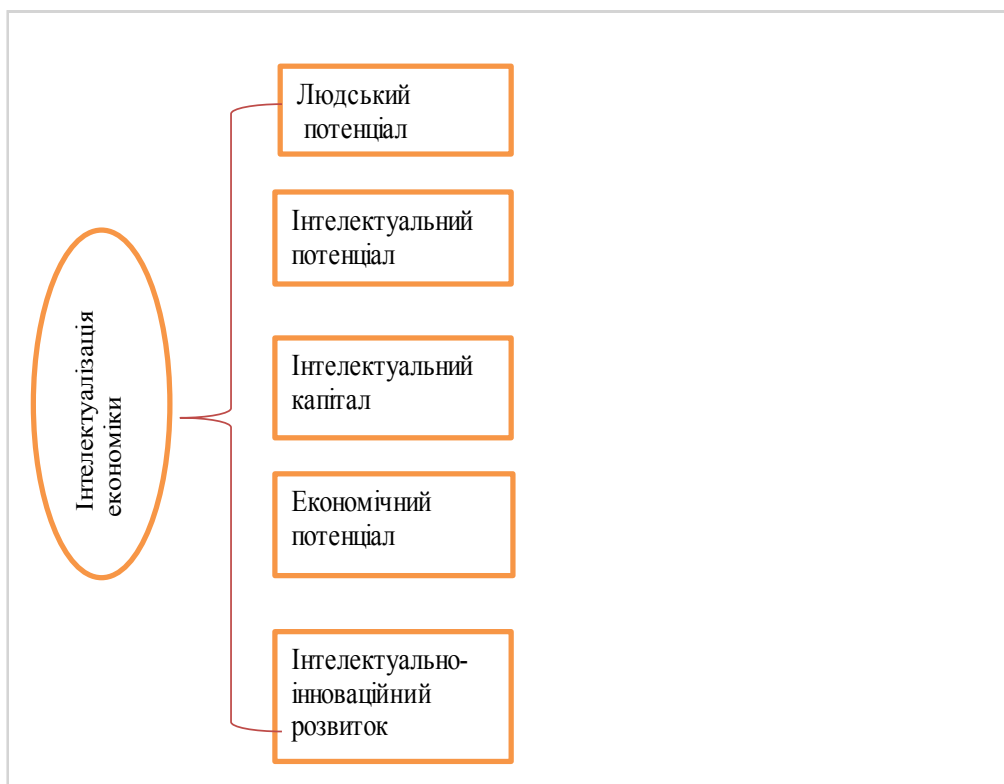 Інтелектуалізація
економіки
Людський
потенціал
Інтелектуальний
потенціал
Інтелектуальний
капітал
Економічний
потенціал
Інтелектуально-
інноваційний
розвиток